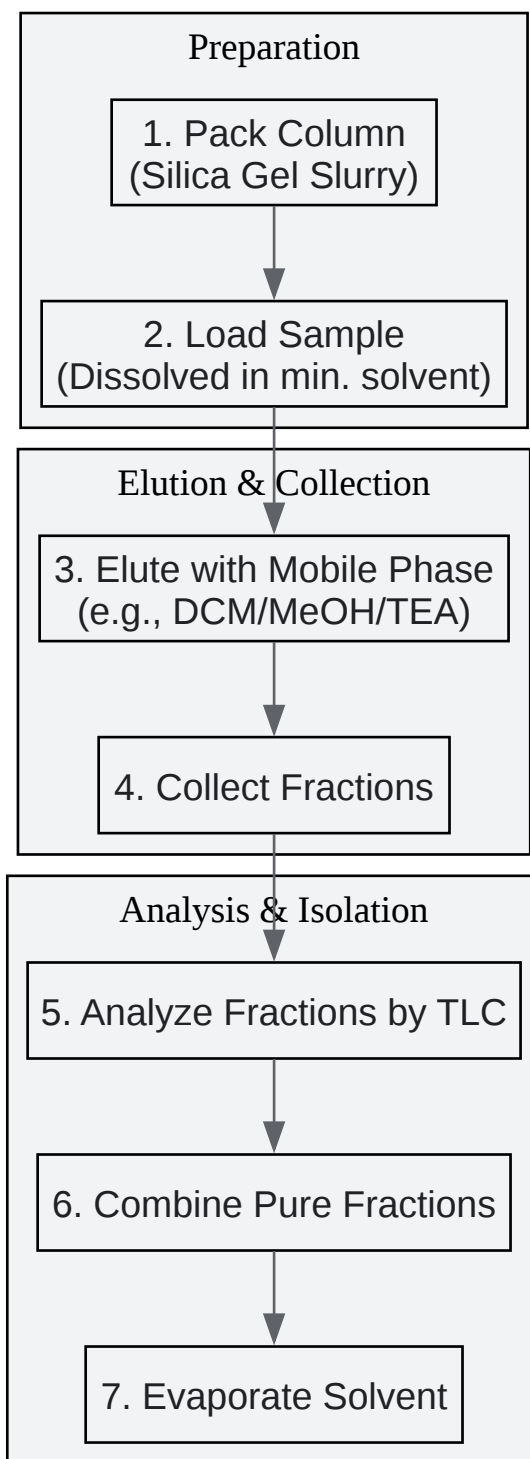 Preparation
1. Pack Column
(Silica Gel Slurry)
2. Load Sample
(Dissolved in min. solvent)
Elution & Collection
3. Elute with Mobile Phase
(e.g., DCM/MeOH/TEA)
4. Collect Fractions
Analysis & Isolation
5. Analyze Fractions by TLC
6. Combine Pure Fractions
7. Evaporate Solvent